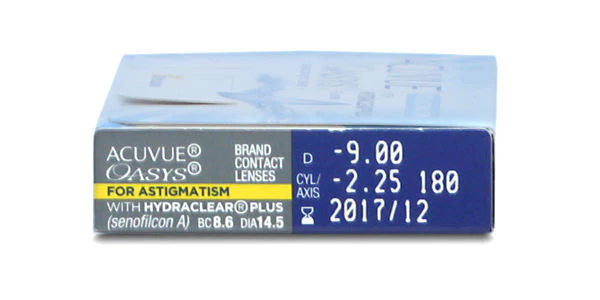 ACUVUE®
OASYS®
BRAND
CONTACT
LENSES
FOR ASTIGMATISM
WITH HYDRACLEAR® PLUS
(senofilcon A) BC8.6 DIA14.5
D -9.00
CYL/
AXIS -2.25 180
2017/12